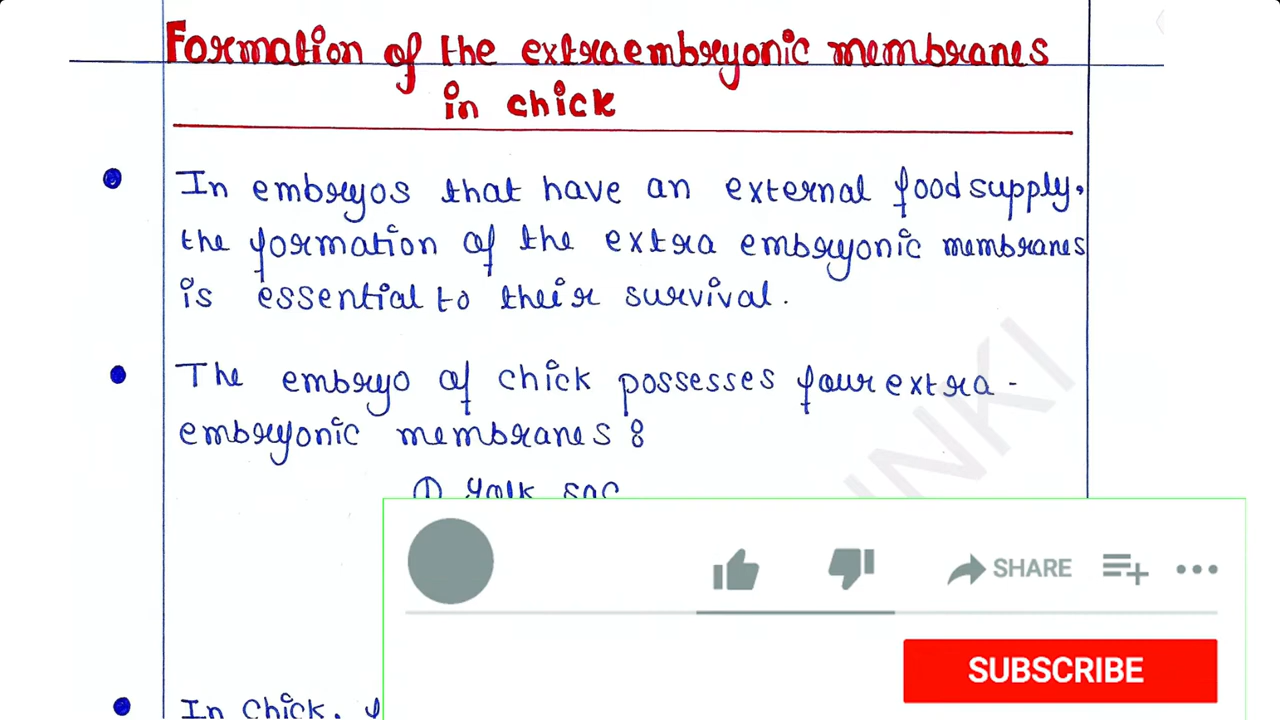 Formation of the extraembryonic membranes
in chick
In embryos that have an external food supply,
the formation of the extra embryonic membranes
is essential to their survival.
The embryo of chick possesses four extra -
embryonic membranes :
① Yolk sac
SHARE
SUBSCRIBE
In chick,